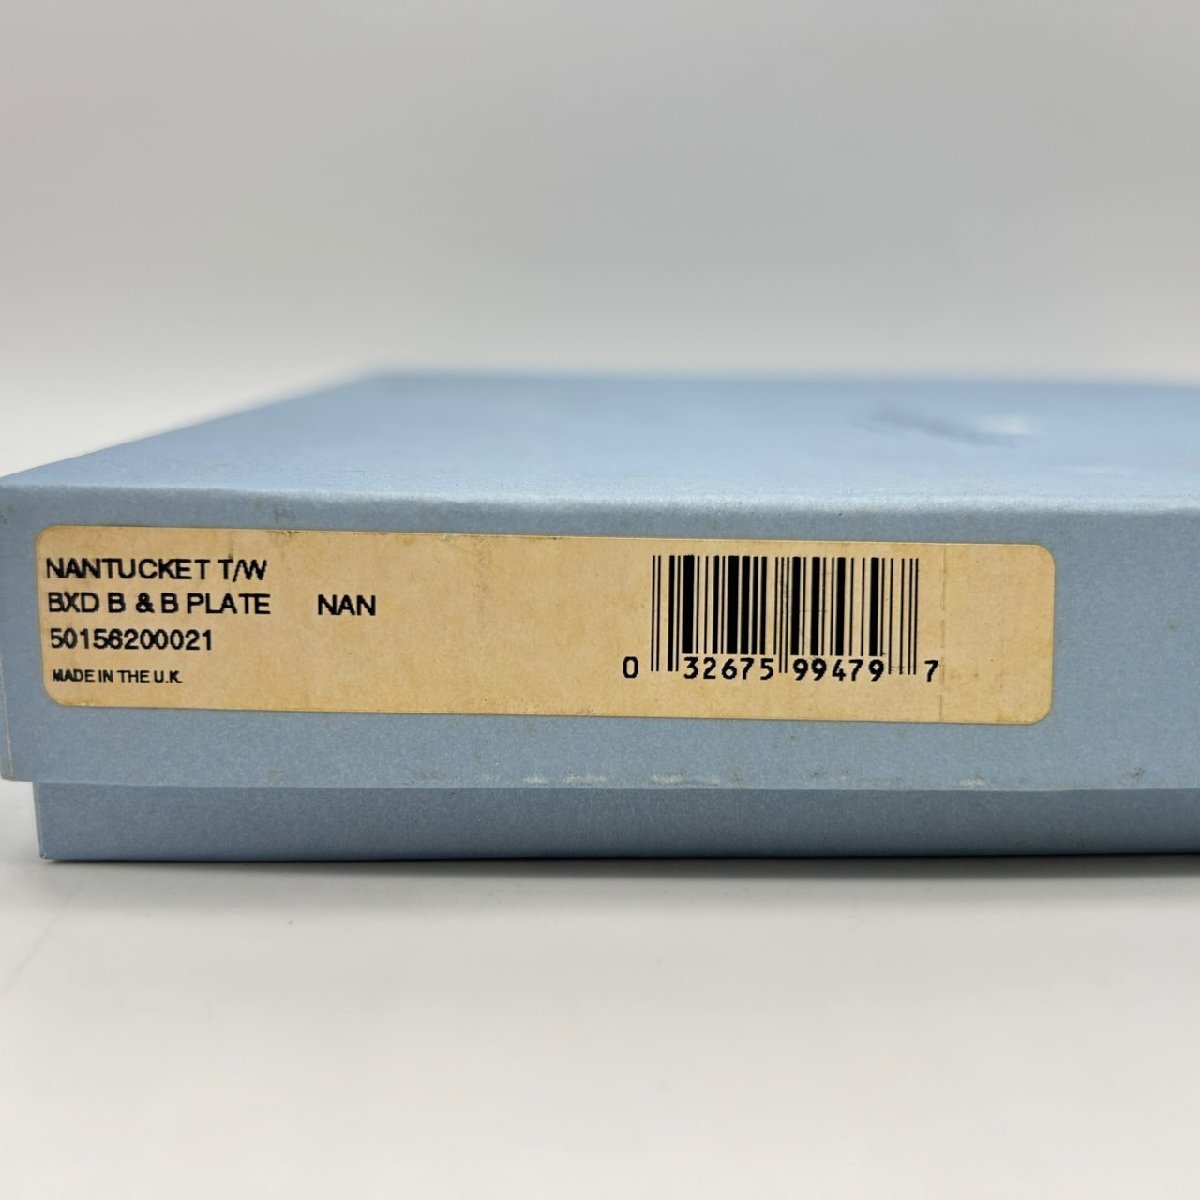 NANTUCKET T/W
BXD B & B PLATE NAN
50156200021
MADE IN THE U.K.
0 32675 99479 7